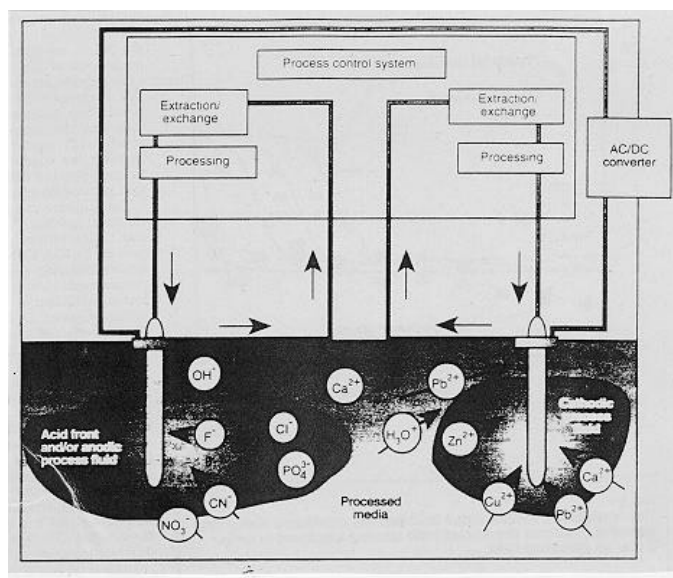 Process control system
Extraction/
exchange
Extraction/
exchange
Processing
Processing
AC/DC
converter
OH⁻
Ca²⁺
Pb²⁺
Acid front
and/or anodic
process fluid
F⁻
Cl⁻
H₃O⁺
Zn²⁺
Cathodic
process
fluid
PO₄³⁻
Ca²⁺
CN⁻
Processed
media
Cu²⁺
Pb²⁺
NO₃⁻